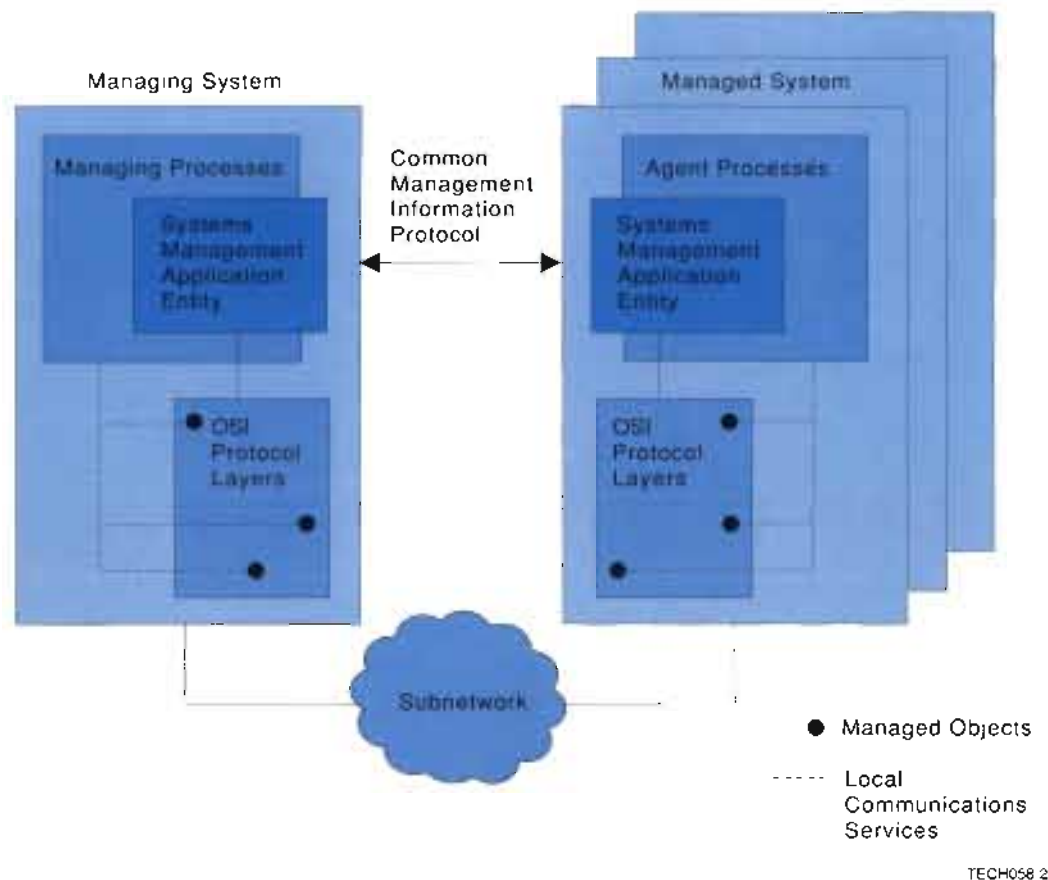 Managing System
Managed System
Managing Processes
Common
Management
Information
Protocol
Agent Processes
Systems
Management
Application
Entity
Systems
Management
Application
Entity
OSI
Protocol
Layers
OSI
Protocol
Layers
Subnetwork
Managed Objects
Local
Communications
Services
TECH058 2